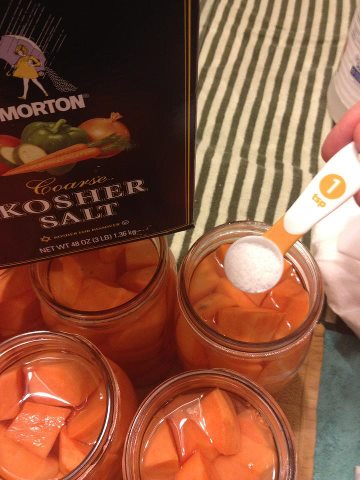 MORTON
Coarse
KOSHER
SALT
NET WT 48 OZ (3 LB) 1.36 kg
1
tsp